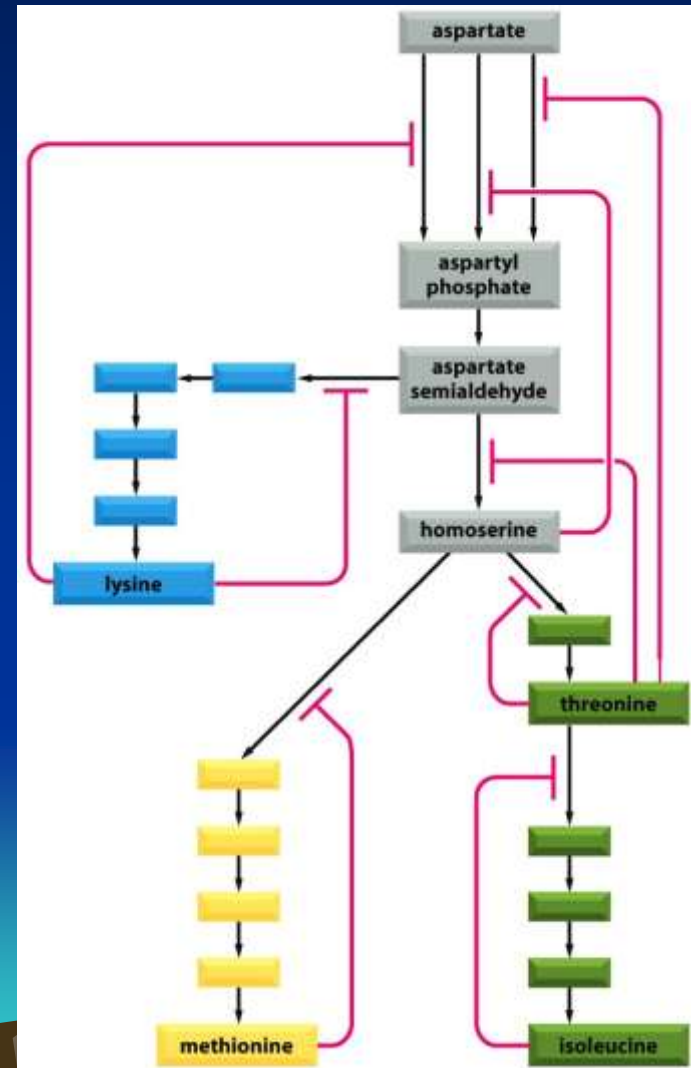 aspartate
aspartyl
phosphate
aspartate
semialdehyde
homoserine
lysine
threonine
methionine
isoleucine